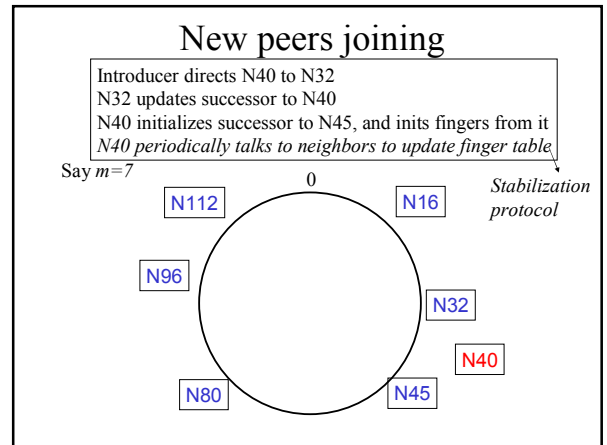 New peers joining
Introducer directs N40 to N32
N32 updates successor to N40
N40 initializes successor to N45, and inits fingers from it
N40 periodically talks to neighbors to update finger table
Say m=7
0
Stabilization
protocol
N112
N16
N96
N32
N40
N80
N45